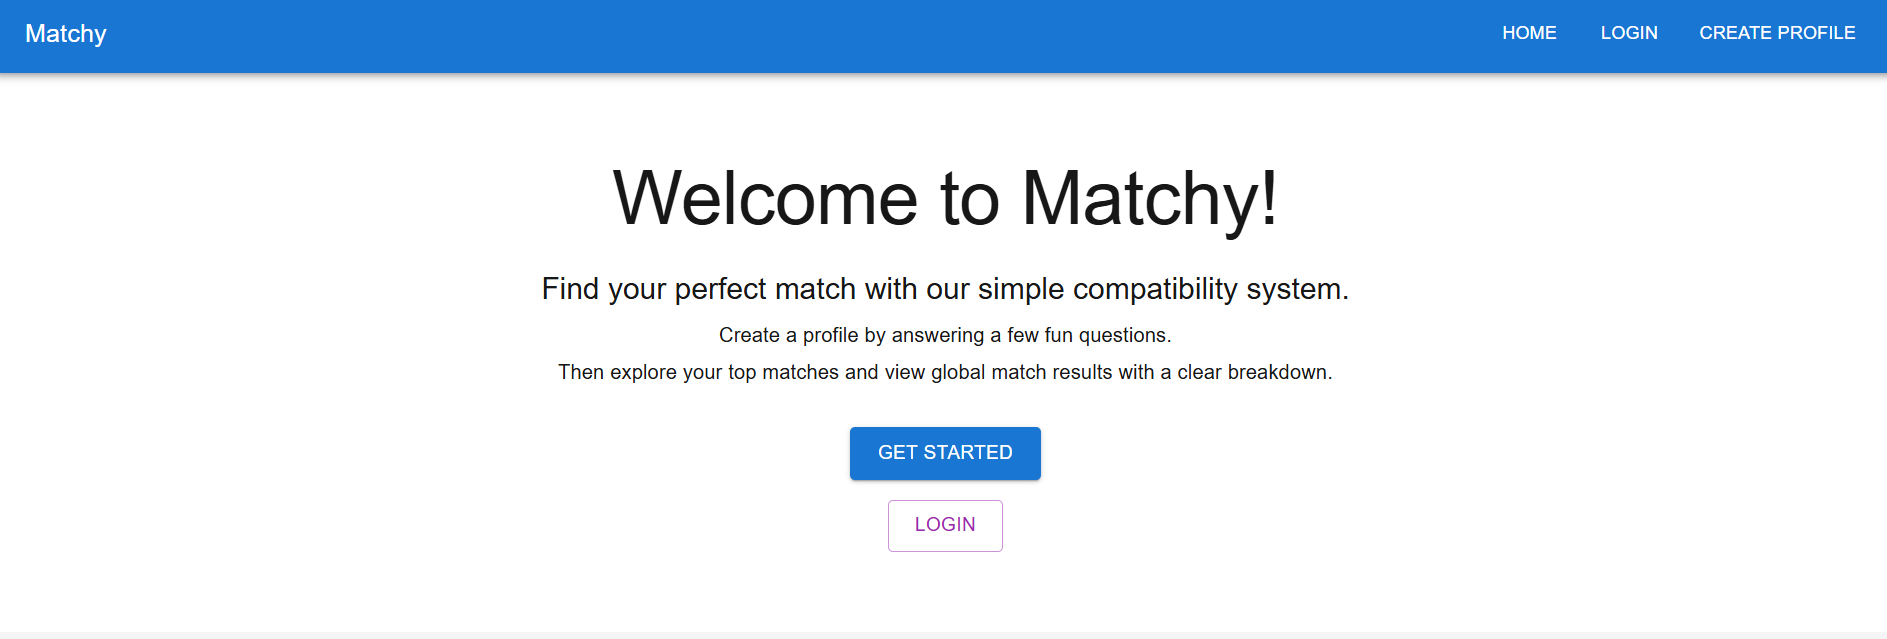 Matchy
HOME
LOGIN
CREATE PROFILE
Welcome to Matchy!
Find your perfect match with our simple compatibility system.
Create a profile by answering a few fun questions.
Then explore your top matches and view global match results with a clear breakdown.
GET STARTED
LOGIN